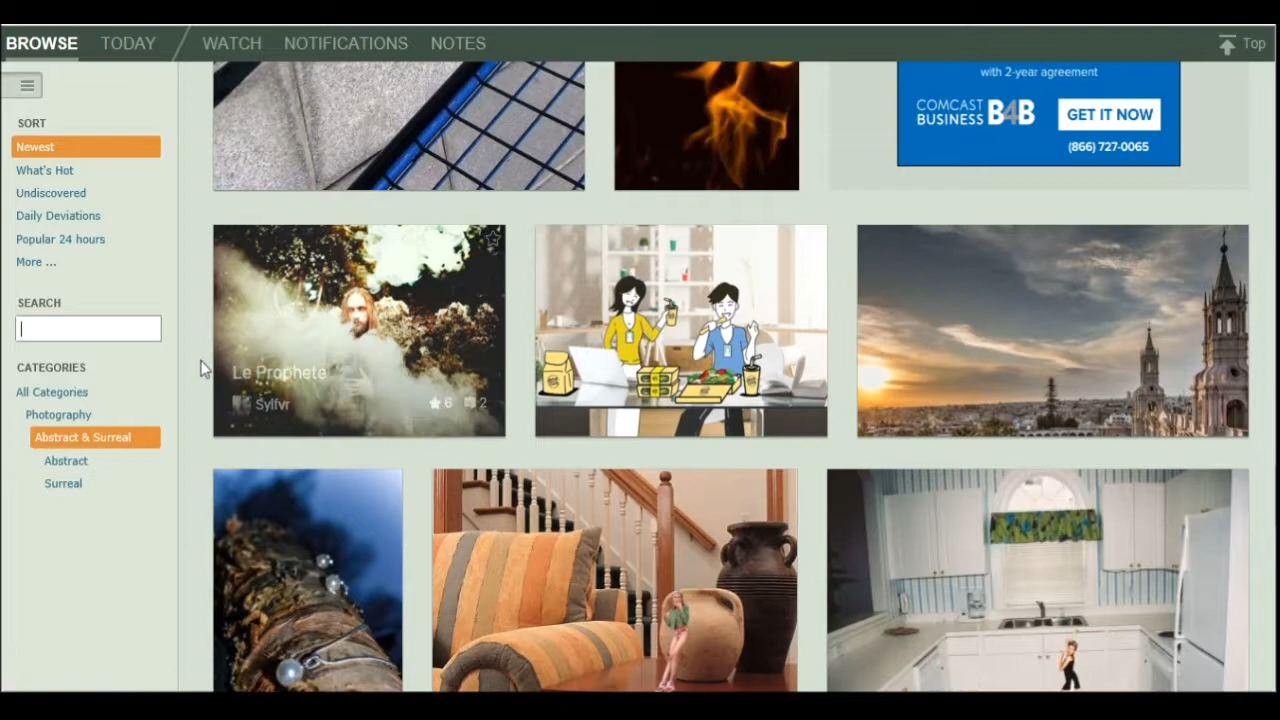 BROWSE TODAY WATCH NOTIFICATIONS NOTES Top
with 2-year agreement
COMCAST BUSINESS B4B
GET IT NOW
(866) 727-0065
SORT
Newest
What's Hot
Undiscovered
Daily Deviations
Popular 24 hours
More ...
SEARCH
CATEGORIES
All Categories
Photography
Abstract & Surreal
Abstract
Surreal
Le Prophete
Sylfvr 6 2